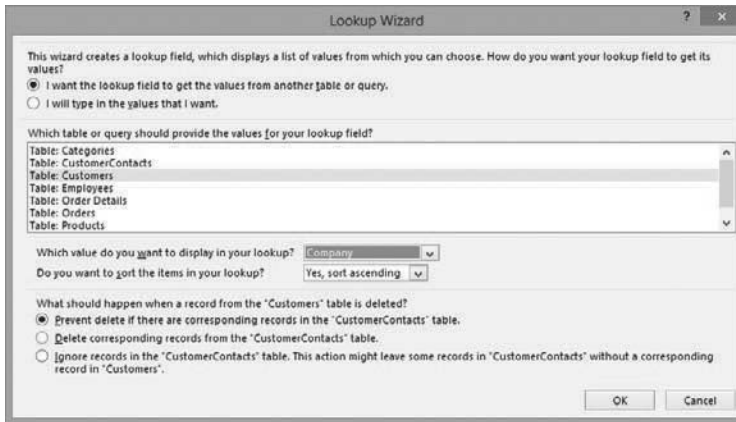 Lookup Wizard
? ×
This wizard creates a lookup field, which displays a list of values from which you can choose. How do you want your lookup field to get its
values?
I want the lookup field to get the values from another table or query.
I will type in the values that I want.
Which table or query should provide the values for your lookup field?
Table: Categories
Table: CustomerContacts
Table: Customers
Table: Employees
Table: Order Details
Table: Orders
Table: Products
Which value do you want to display in your lookup? Company
Do you want to sort the items in your lookup? Yes, sort ascending
What should happen when a record from the "Customers" table is deleted?
Prevent delete if there are corresponding records in the "CustomerContacts" table.
Delete corresponding records from the "CustomerContacts" table.
Ignore records in the "CustomerContacts" table. This action might leave some records in "CustomerContacts" without a corresponding
record in "Customers".
OK Cancel